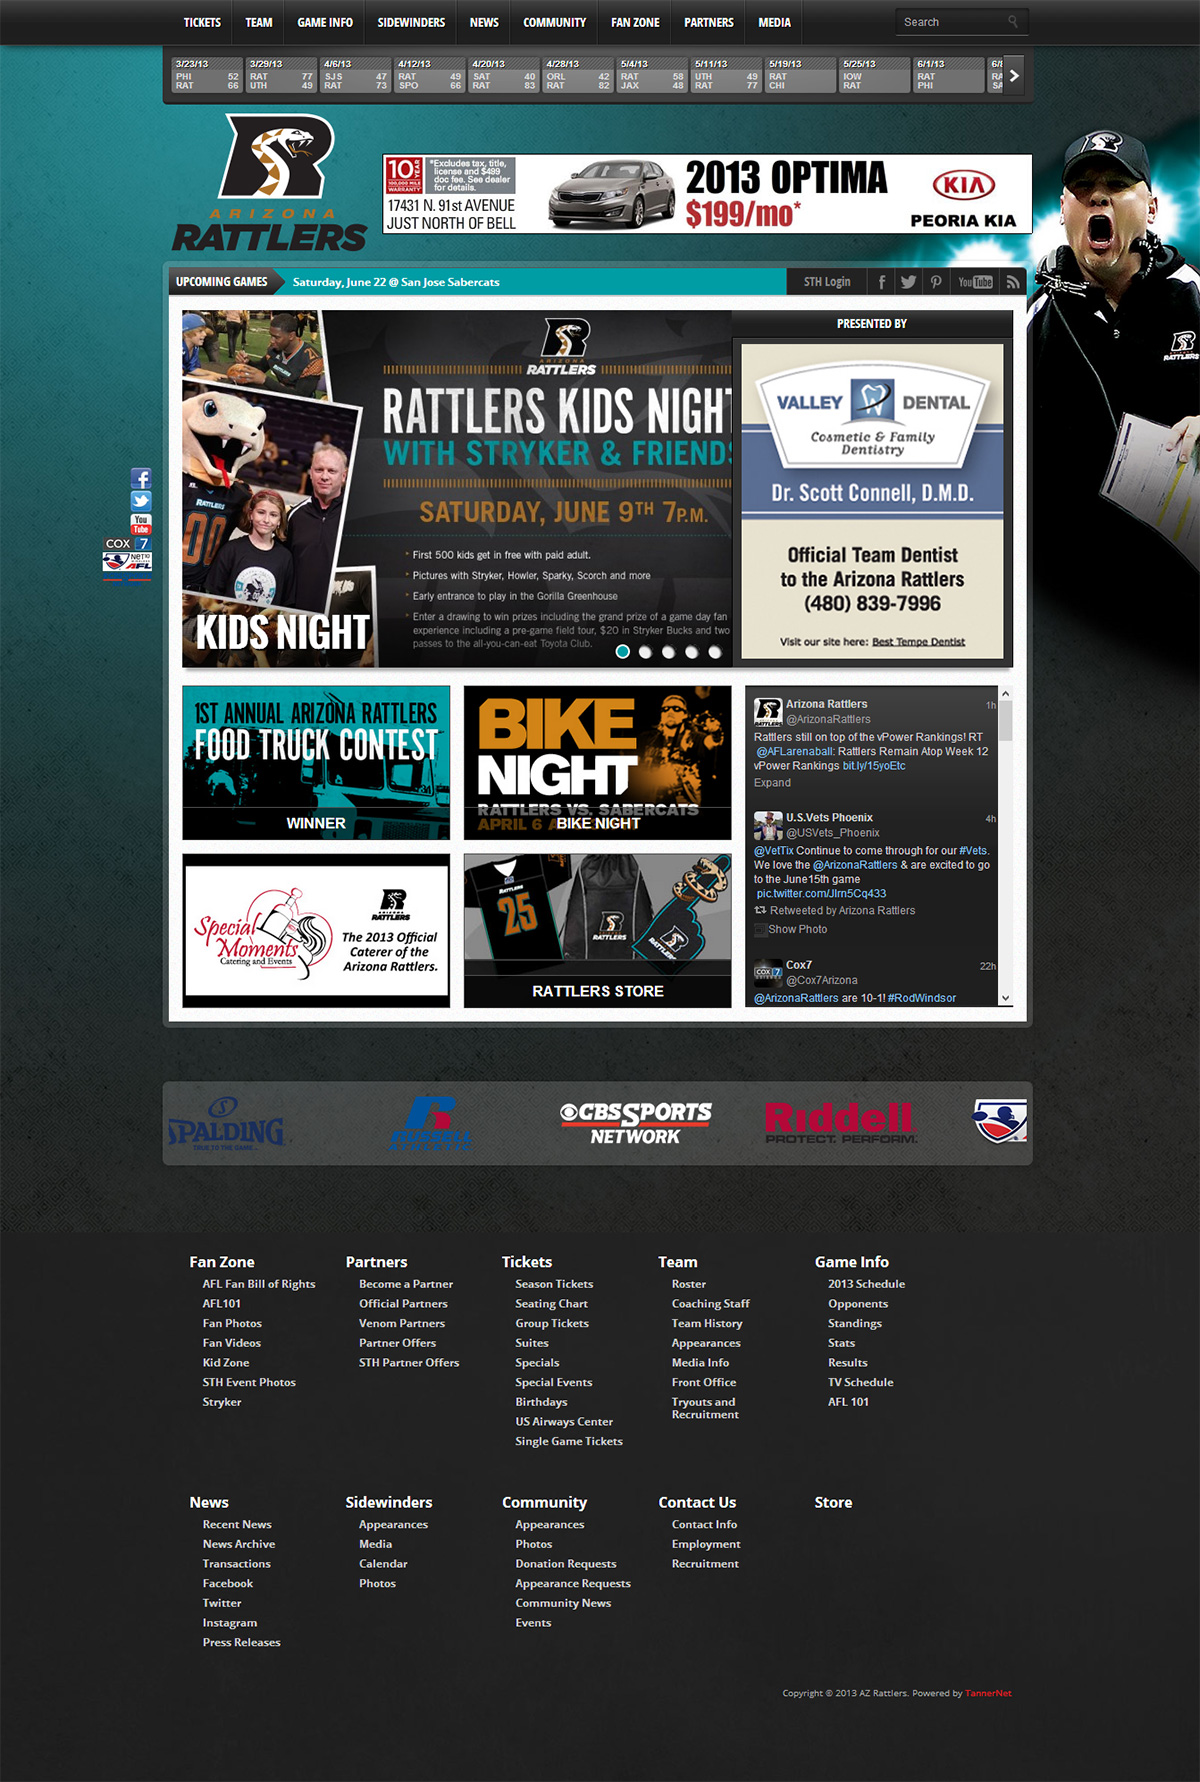 TICKETS TEAM GAME INFO SIDEWINDERS NEWS COMMUNITY FAN ZONE PARTNERS MEDIA Search
3/23/13 3/29/13 4/6/13 4/12/13 4/20/13 4/28/13 5/4/13 5/11/13 5/19/13 5/25/13 6/1/13 6/8
PHI 52 RAT 77 SJS 47 RAT 49 SAT 40 ORL 42 RAT 58 UTH 49 RAT IOW RAT RA
RAT 66 UTH 49 RAT 73 SPO 66 RAT 83 RAT 82 JAX 48 RAT 77 CHI RAT PHI SA
ARIZONA
RATTLERS
10 YEAR
100,000 MILE
WARRANTY
*Excludes tax, title,
license and $499
doc fee. See dealer
for details.
17431 N. 91st AVENUE
JUST NORTH OF BELL
2013 OPTIMA
$199/mo*
KIA
PEORIA KIA
UPCOMING GAMES Saturday, June 22 @ San Jose Sabercats STH Login YouTube
ARIZONA
RATTLERS
RATTLERS KIDS NIGHT
WITH STRYKER & FRIENDS
SATURDAY, JUNE 9TH 7P.M.
First 500 kids get in free with paid adult.
Pictures with Stryker, Howler, Sparky, Scorch and more
Early entrance to play in the Gorilla Greenhouse
Enter a drawing to win prizes including the grand prize of a game day fan
experience including a pre-game field tour, $20 in Stryker Bucks and two
passes to the all-you-can-eat Toyota Club.
RATTLERS
KIDS NIGHT
PRESENTED BY
VALLEY DENTAL
Cosmetic & Family
Dentistry
Dr. Scott Connell, D.M.D.
Official Team Dentist
to the Arizona Rattlers
(480) 839-7996
Visit our site here: Best Tempe Dentist
RATTLERS
You
Tube
COX 7
NET10
AFL
1ST ANNUAL ARIZONA RATTLERS
FOOD TRUCK CONTEST
WINNER
BIKE
NIGHT
RATTLERS VS. SABERCATS
APRIL 6
BIKE NIGHT
Special
Moments
Catering and Events
RATTLERS
The 2013 Official
Caterer of the
Arizona Rattlers.
RATTLERS
25
RATTLERS
RATTLERS
RATTLERS STORE
Arizona Rattlers 1h
@ArizonaRattlers
Rattlers still on top of the vPower Rankings! RT
@AFLarenaball: Rattlers Remain Atop Week 12
vPower Rankings bit.ly/15yoEtc
Expand
U.S.Vets Phoenix 4h
@USVets_Phoenix
@VetTix Continue to come through for our #Vets.
We love the @ArizonaRattlers & are excited to go
to the June15th game
pic.twitter.com/JIrn5Cq433
Retweeted by Arizona Rattlers
Show Photo
Cox7 22h
@Cox7Arizona
@ArizonaRattlers are 10-1! #RodWindsor
SPALDING
TRUE TO THE GAME
RUSSELL
ATHLETIC
CBS SPORTS
NETWORK
Riddell
PROTECT. PERFORM.
Fan Zone
AFL Fan Bill of Rights
AFL101
Fan Photos
Fan Videos
Kid Zone
STH Event Photos
Stryker
Partners
Become a Partner
Official Partners
Venom Partners
Partner Offers
STH Partner Offers
Tickets
Season Tickets
Seating Chart
Group Tickets
Suites
Specials
Special Events
Birthdays
US Airways Center
Single Game Tickets
Team
Roster
Coaching Staff
Team History
Appearances
Media Info
Front Office
Tryouts and
Recruitment
Game Info
2013 Schedule
Opponents
Standings
Stats
Results
TV Schedule
AFL 101
News
Recent News
News Archive
Transactions
Facebook
Twitter
Instagram
Press Releases
Sidewinders
Appearances
Media
Calendar
Photos
Community
Appearances
Photos
Donation Requests
Appearance Requests
Community News
Events
Contact Us
Contact Info
Employment
Recruitment
Store
Copyright © 2013 AZ Rattlers. Powered by TannerNet